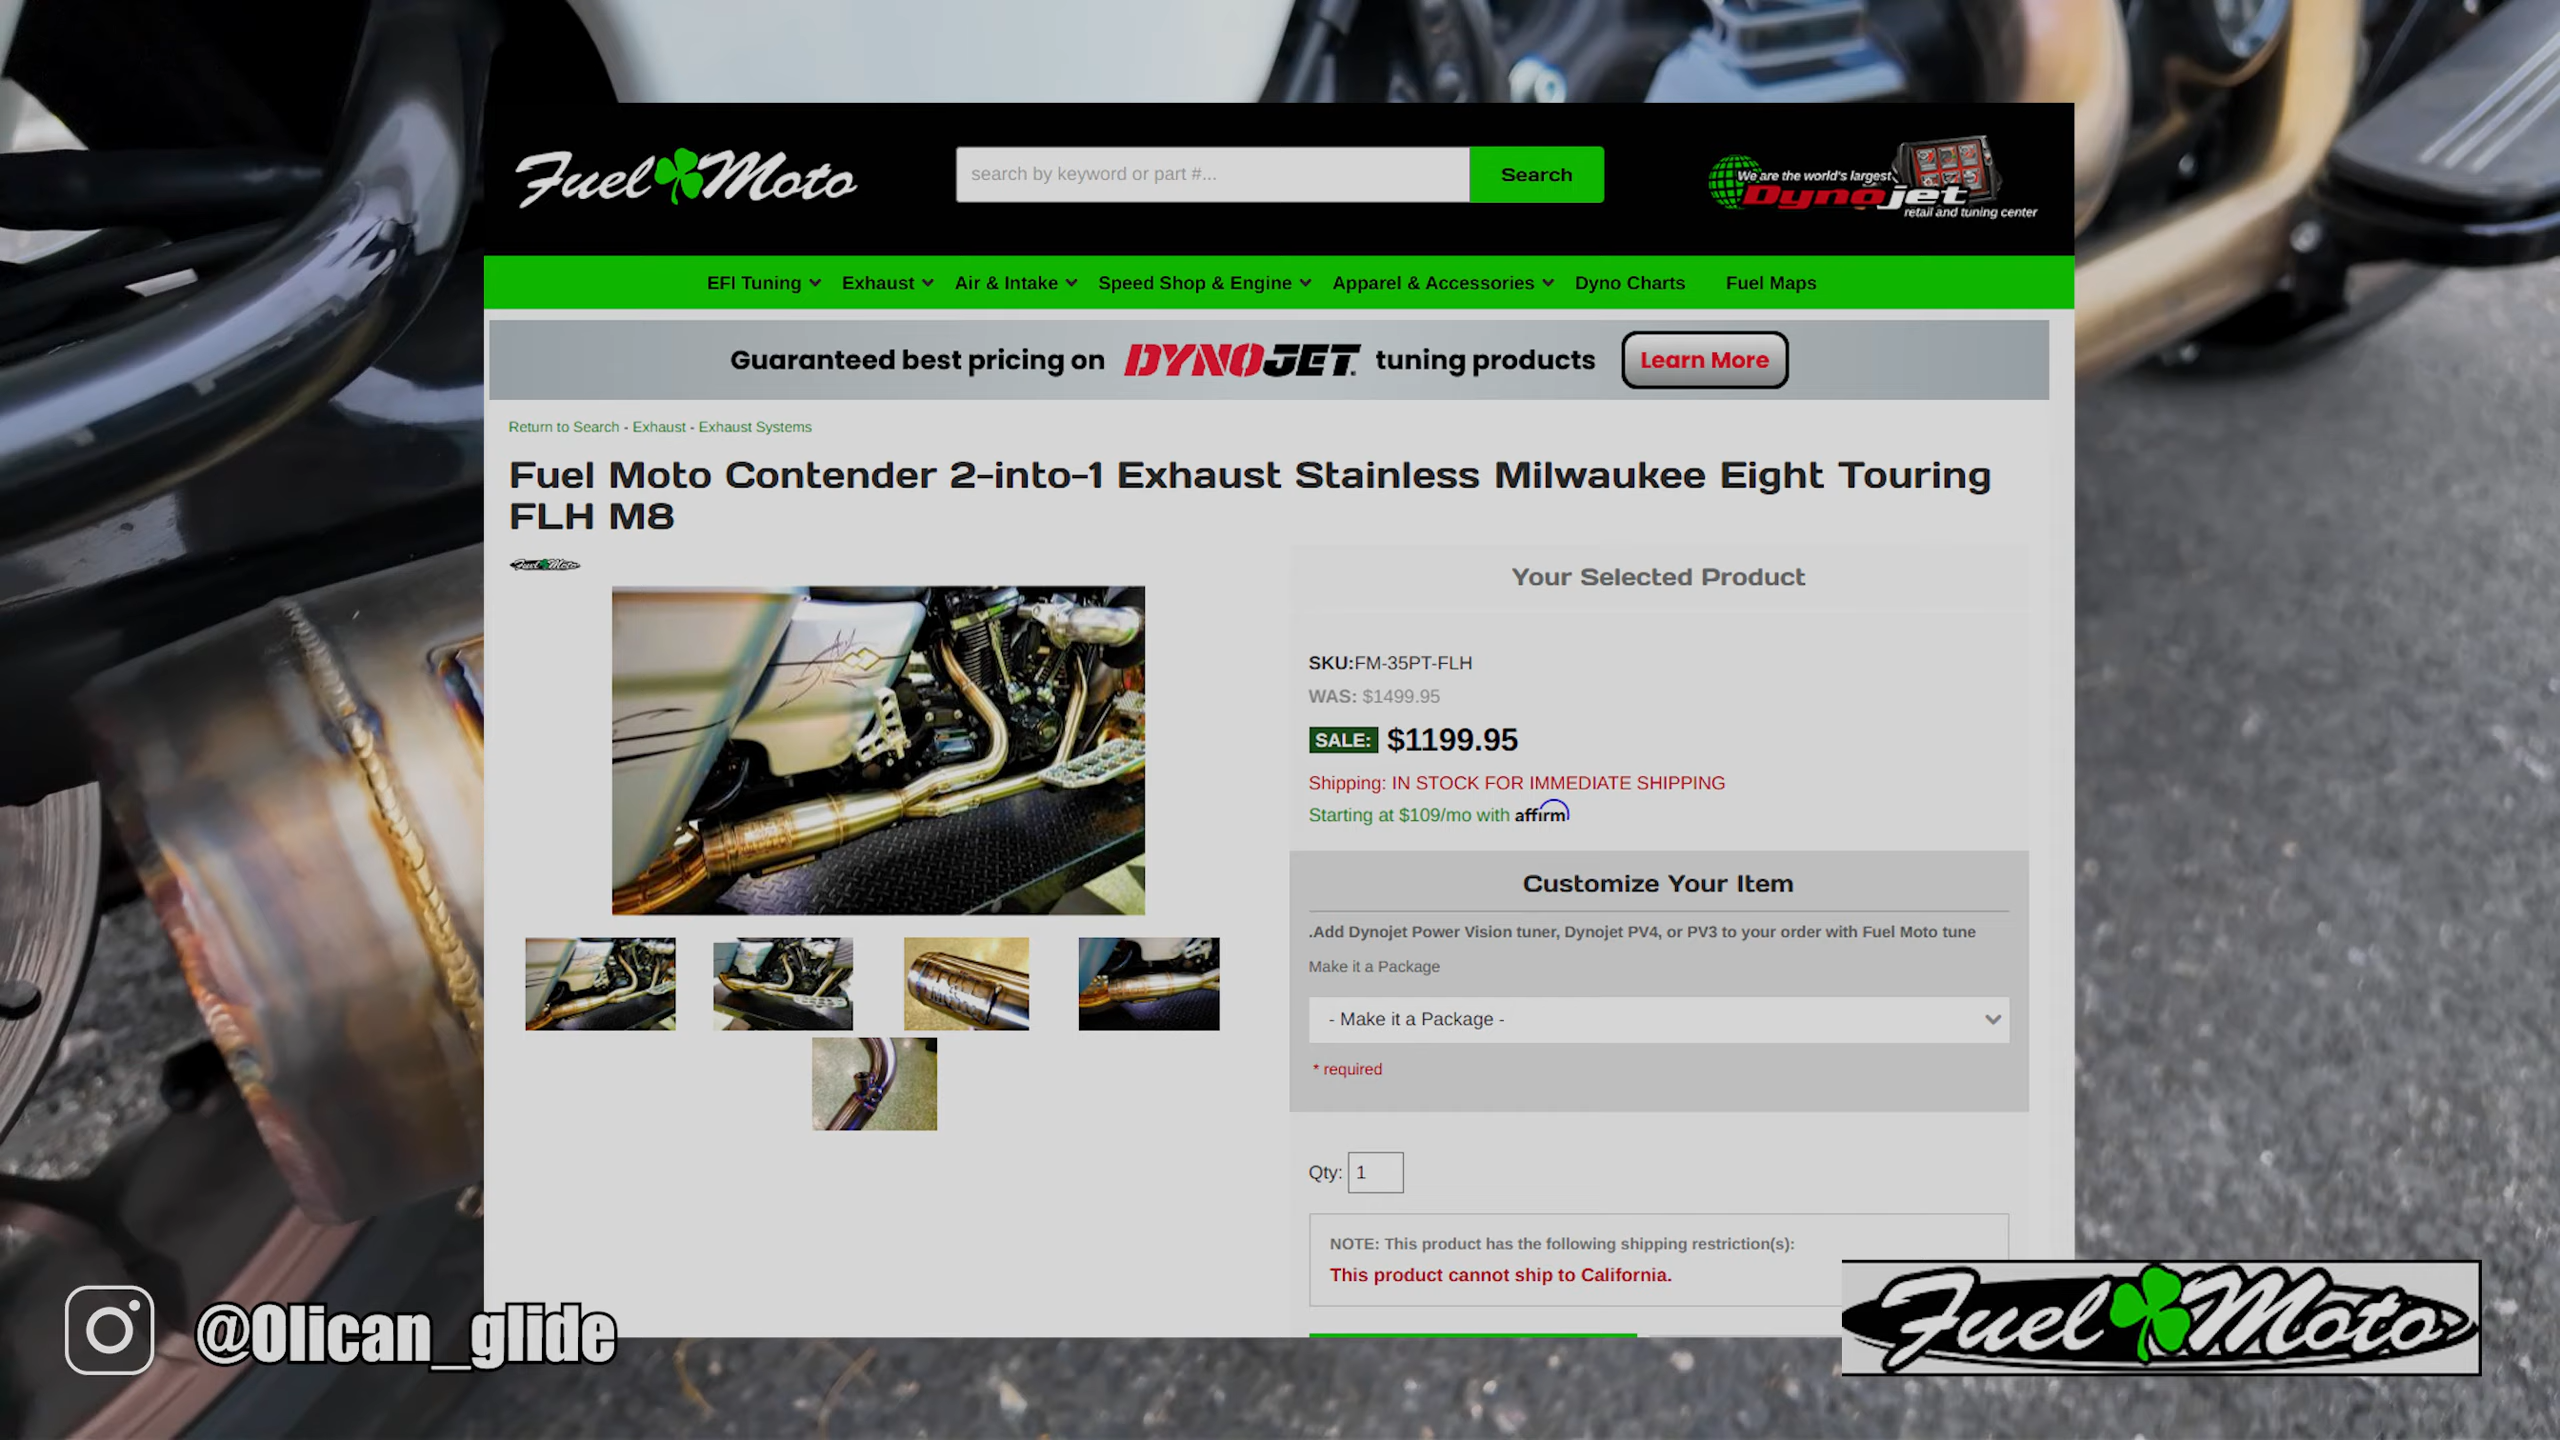 Fuel Moto
search by keyword or part #...
Search
We are the world's largest
Dynojet
retail and tuning center
EFI Tuning
Exhaust
Air & Intake
Speed Shop & Engine
Apparel & Accessories
Dyno Charts
Fuel Maps
Guaranteed best pricing on DYNOJET. tuning products
Learn More
Return to Search - Exhaust - Exhaust Systems
Fuel Moto Contender 2-into-1 Exhaust Stainless Milwaukee Eight Touring
FLH M8
Fuel Moto
Your Selected Product
SKU:FM-35PT-FLH
WAS: $1499.95
SALE: $1199.95
Shipping: IN STOCK FOR IMMEDIATE SHIPPING
Starting at $109/mo with affirm
Customize Your Item
.Add Dynojet Power Vision tuner, Dynojet PV4, or PV3 to your order with Fuel Moto tune
Make it a Package
- Make it a Package -
* required
Qty: 1
NOTE: This product has the following shipping restriction(s):
This product cannot ship to California.
@Olican_glide
Fuel Moto